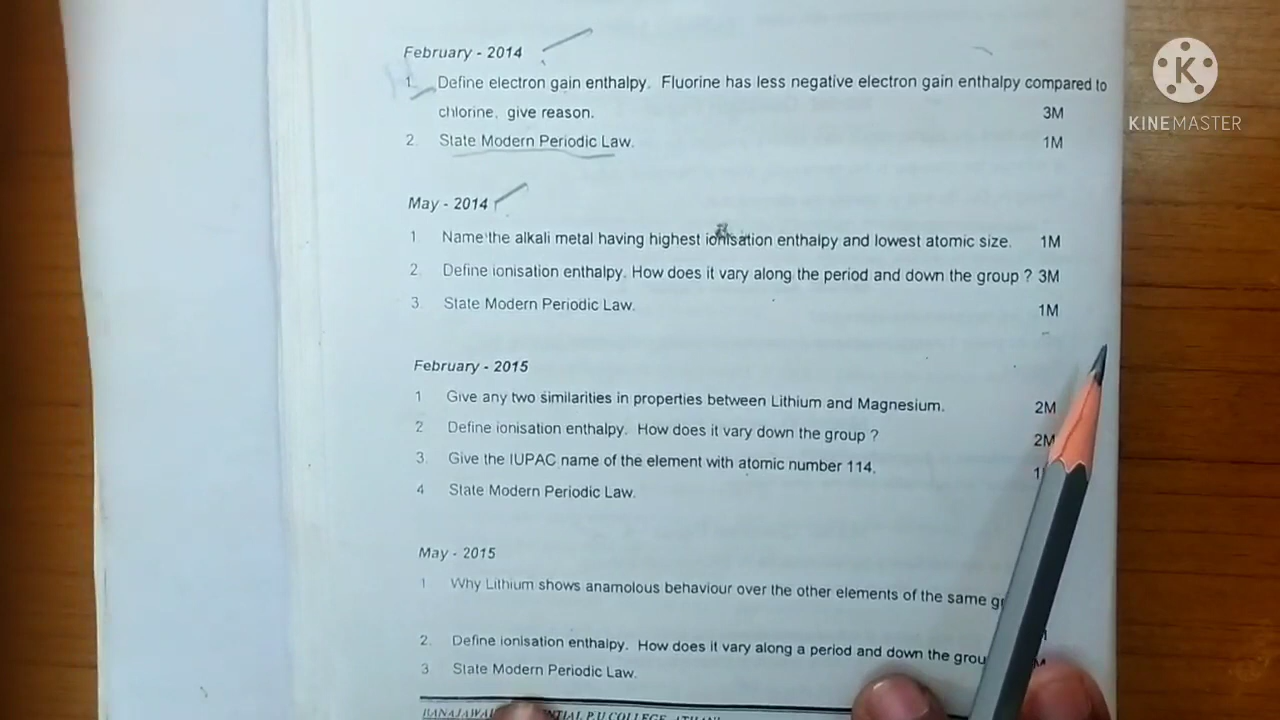 February - 2014
1. Define electron gain enthalpy. Fluorine has less negative electron gain enthalpy compared to
chlorine, give reason. 3M
2. State Modern Periodic Law. 1M
May - 2014
1 Name the alkali metal having highest ionisation enthalpy and lowest atomic size. 1M
2. Define ionisation enthalpy. How does it vary along the period and down the group ? 3M
3. State Modern Periodic Law. 1M
February - 2015
1 Give any two similarities in properties between Lithium and Magnesium. 2M
2 Define ionisation enthalpy. How does it vary down the group ? 2M
3. Give the IUPAC name of the element with atomic number 114.
4 State Modern Periodic Law.
May - 2015
1 Why Lithium shows anamolous behaviour over the other elements of the same
2. Define ionisation enthalpy. How does it vary along a period and down the
3 State Modern Periodic Law.
P.U COLLEGE,
KINEMASTER